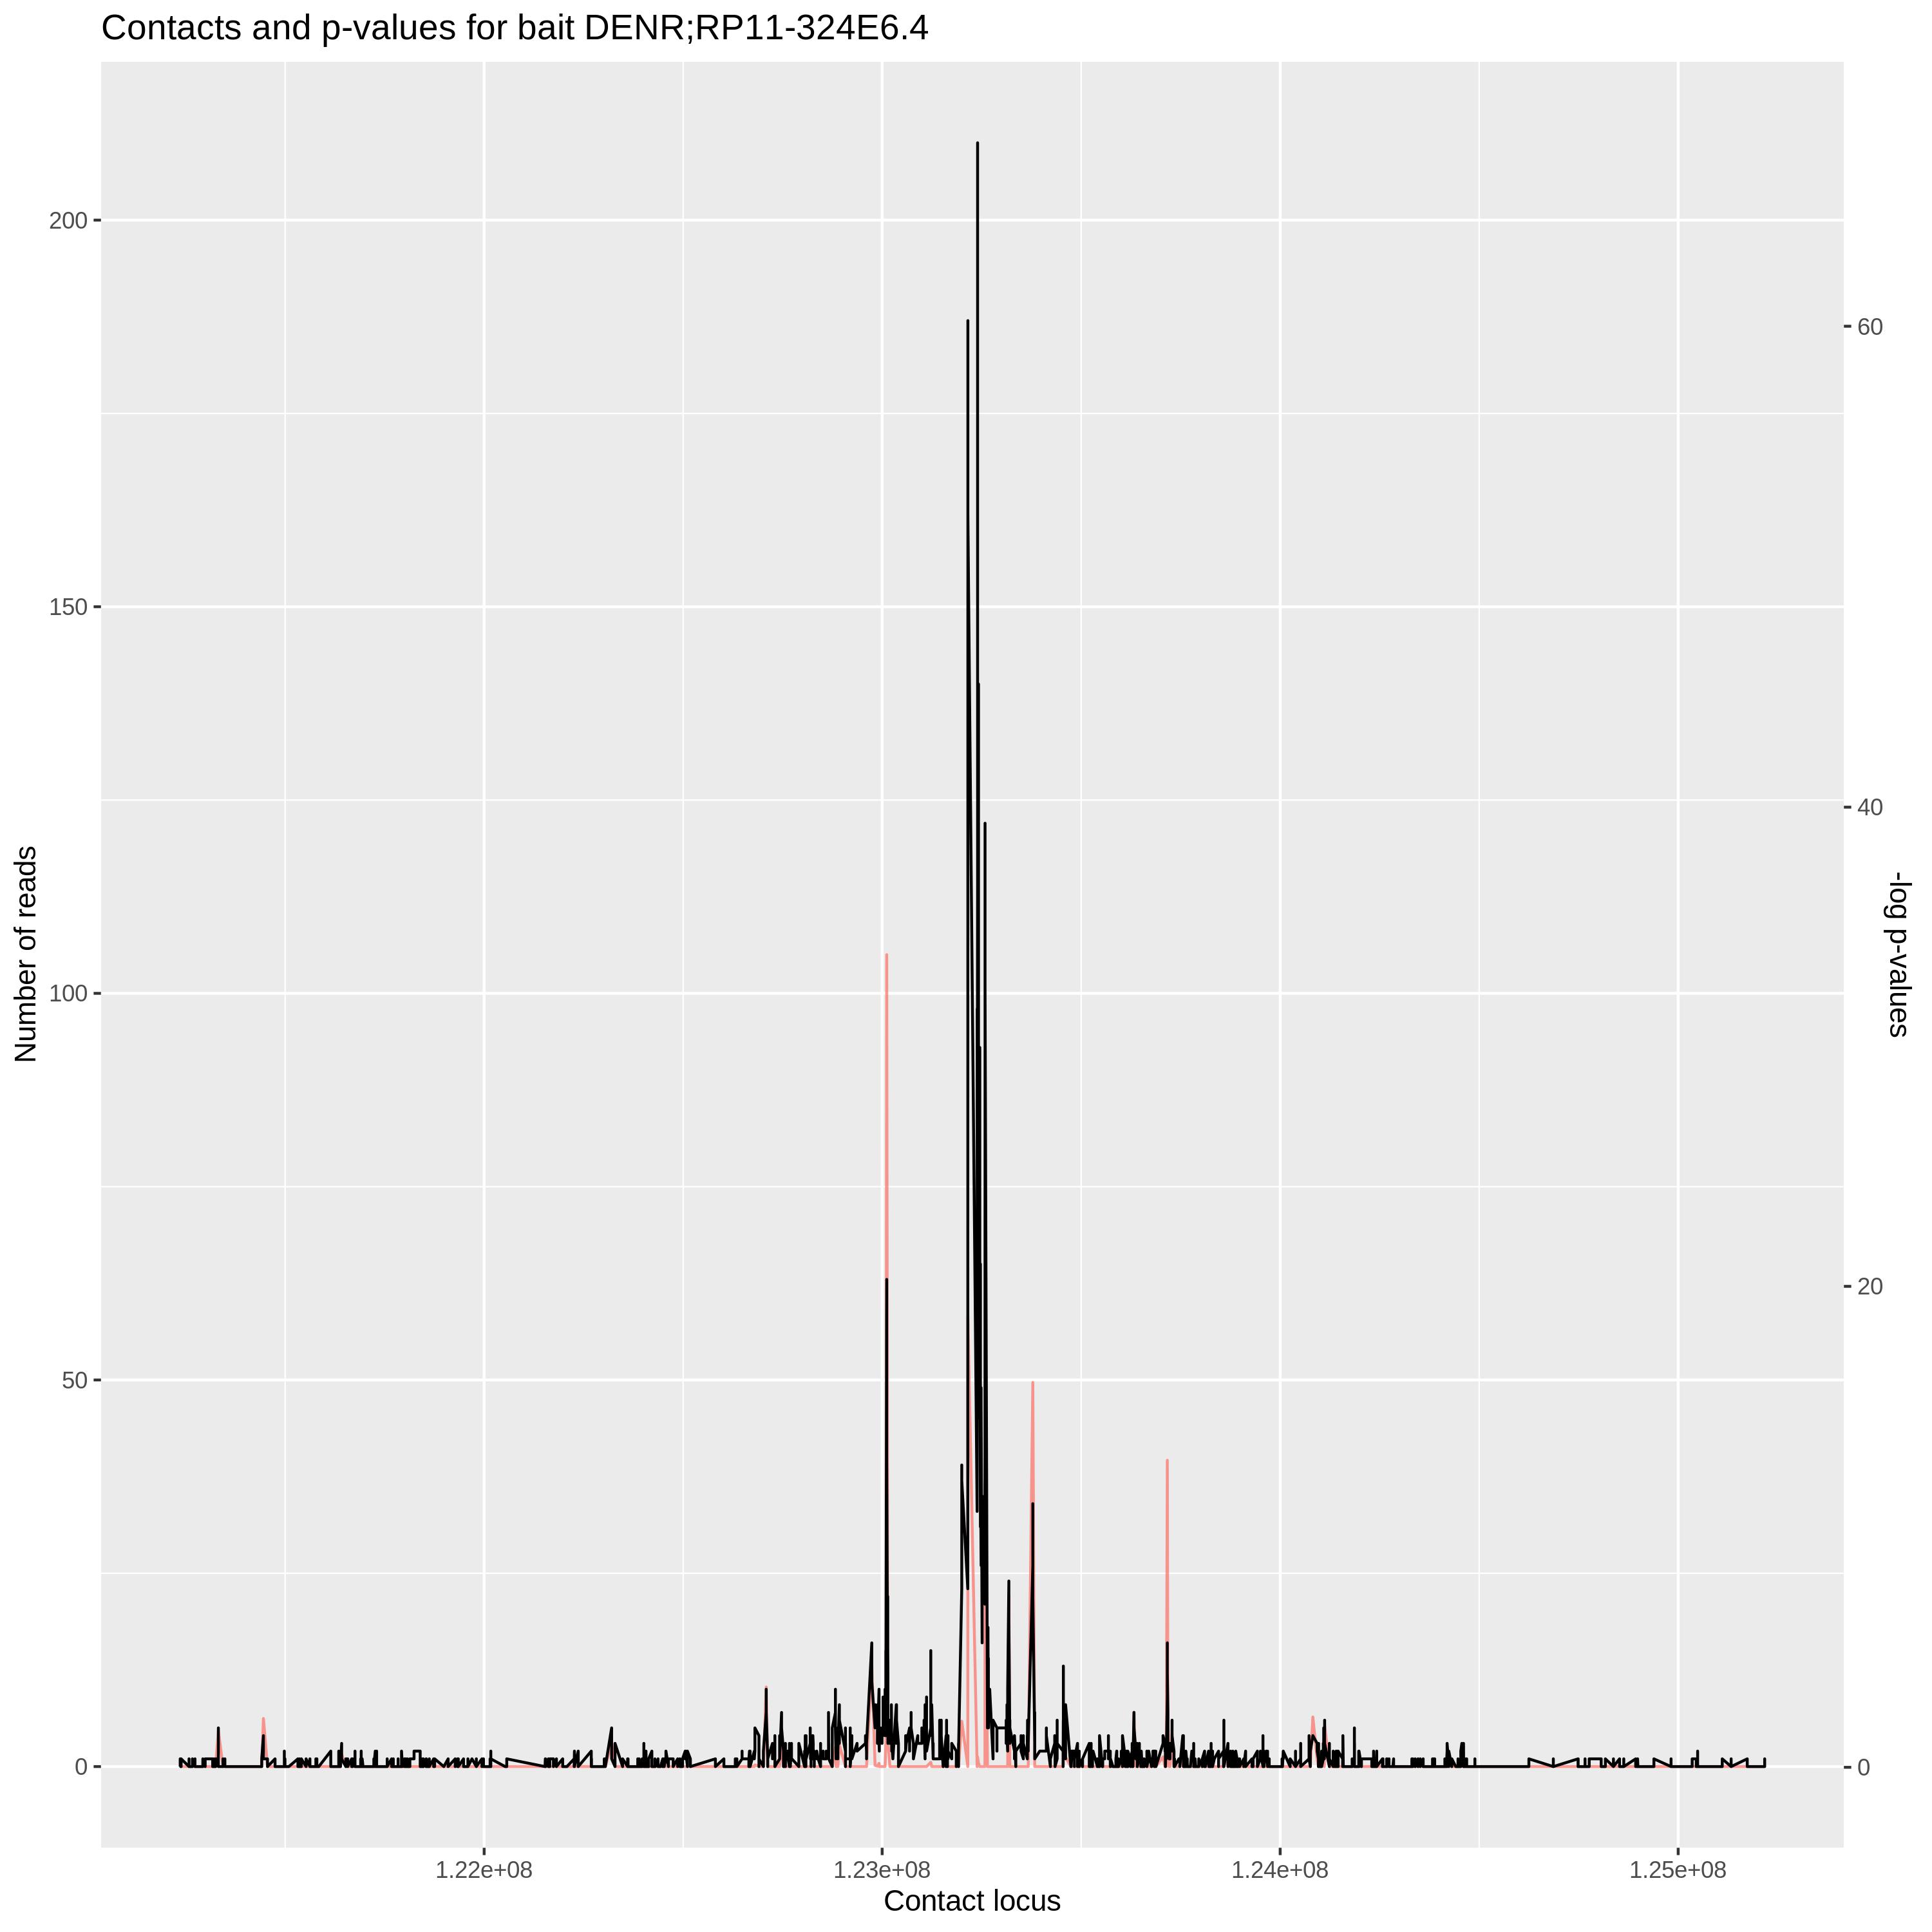 Contacts and p-values for bait DENR;RP11-324E6.4
200
150
100
50
0
Number of reads
60
40
20
0
-log p-values
1.22e+08
1.23e+08
1.24e+08
1.25e+08
Contact locus